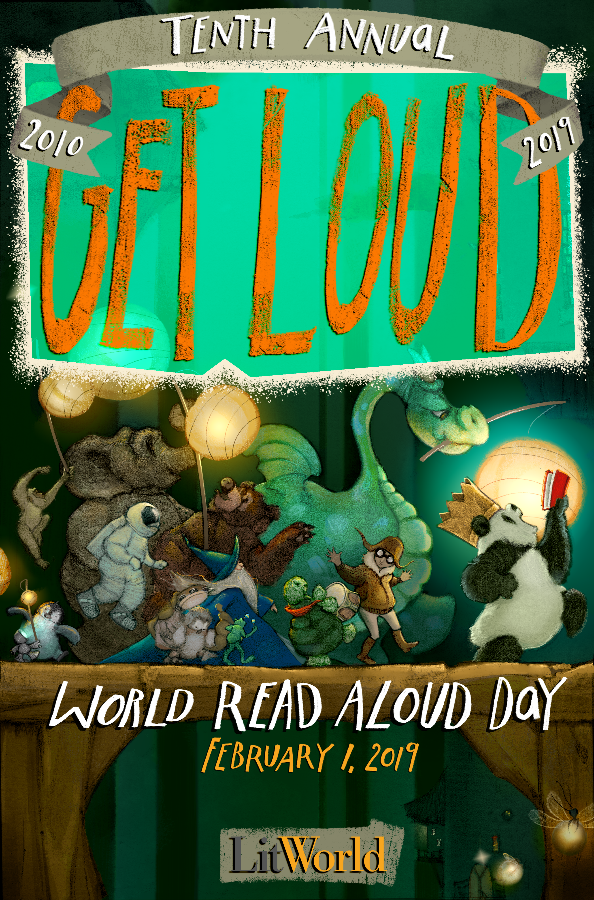 TENTH ANNUAL
2010
2019
GET LOUD
WORLD READ ALOUD DAY
FEBRUARY 1, 2019
LitWorld